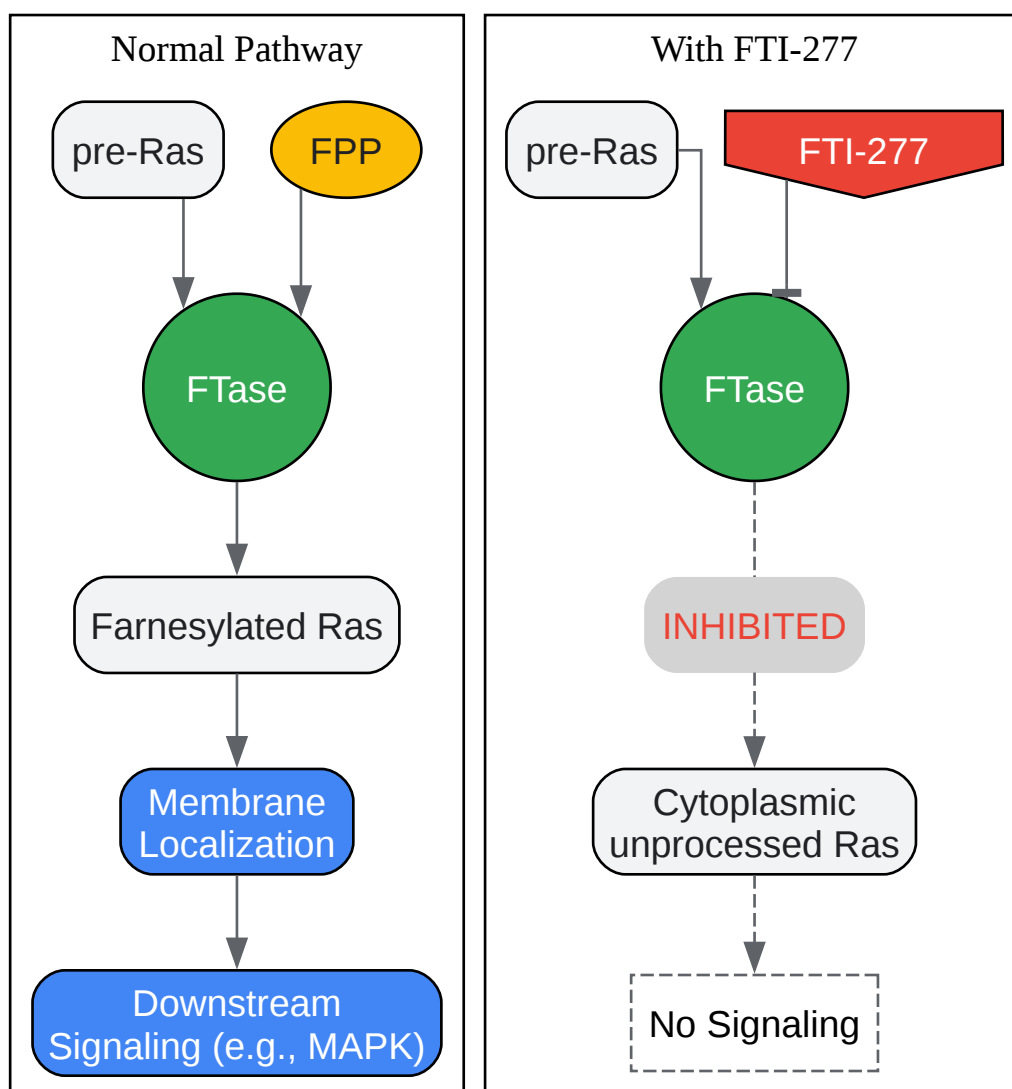 Normal Pathway
pre-Ras
FPP
FTase
Farnesylated Ras
Membrane
Localization
Downstream
Signaling (e.g., MAPK)
With FTI-277
pre-Ras
FTI-277
FTase
INHIBITED
Cytoplasmic
unprocessed Ras
No Signaling